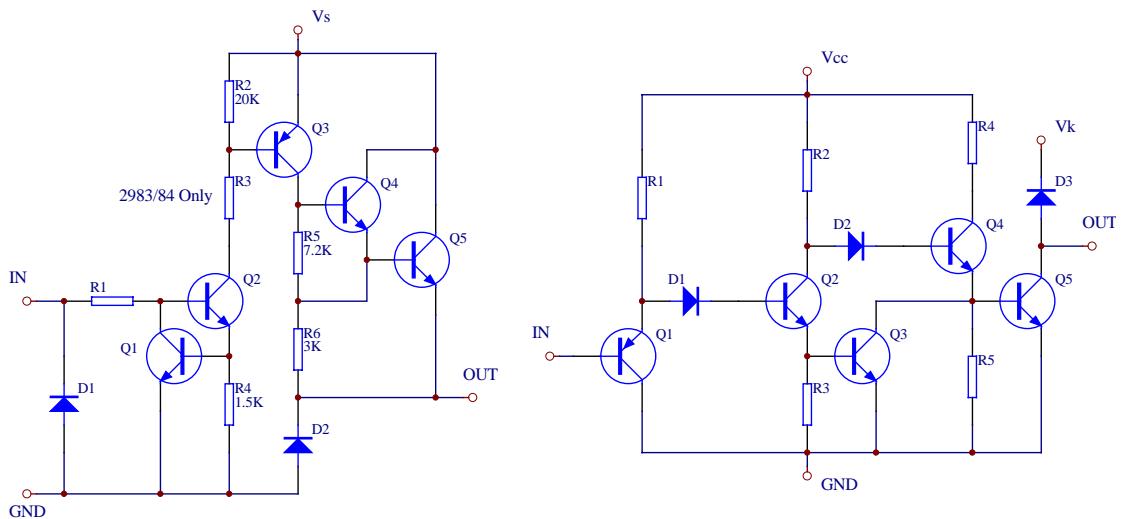 Vs
R2
20K
Q3
R3
2983/84 Only
Q4
R5
7.2K
Q5
IN
R1
Q2
Q1
R6
3K
OUT
D1
R4
1.5K
D2
GND
Vcc
R4
Vk
R2
R1
D3
D2
Q4
OUT
D1
Q2
Q5
IN
Q1
Q3
R5
R3
GND